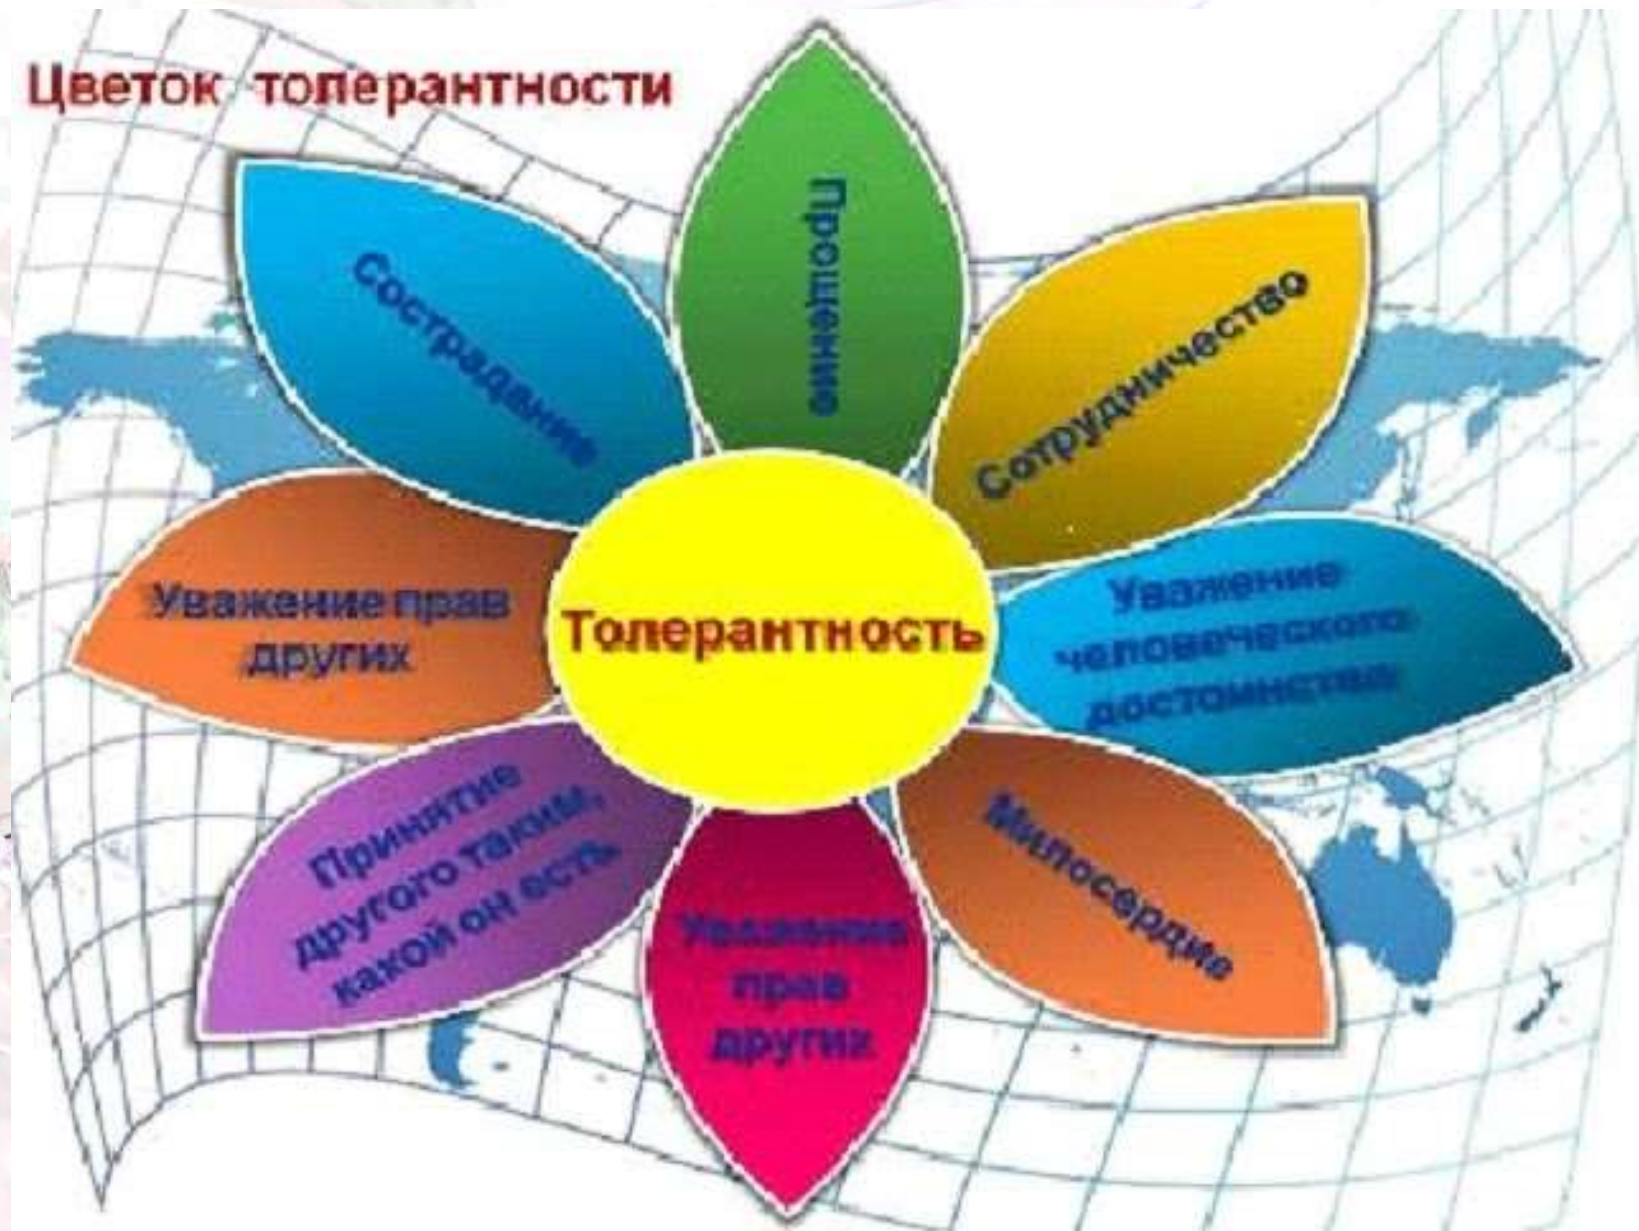 Цветок толерантности
Прощение
Сострадание
Сотрудничество
Уважение прав
других
Толерантность
Уважение
человеческого
достоинства
Принятие
другого таким,
какой он есть
Уважение
прав
других
Милосердие